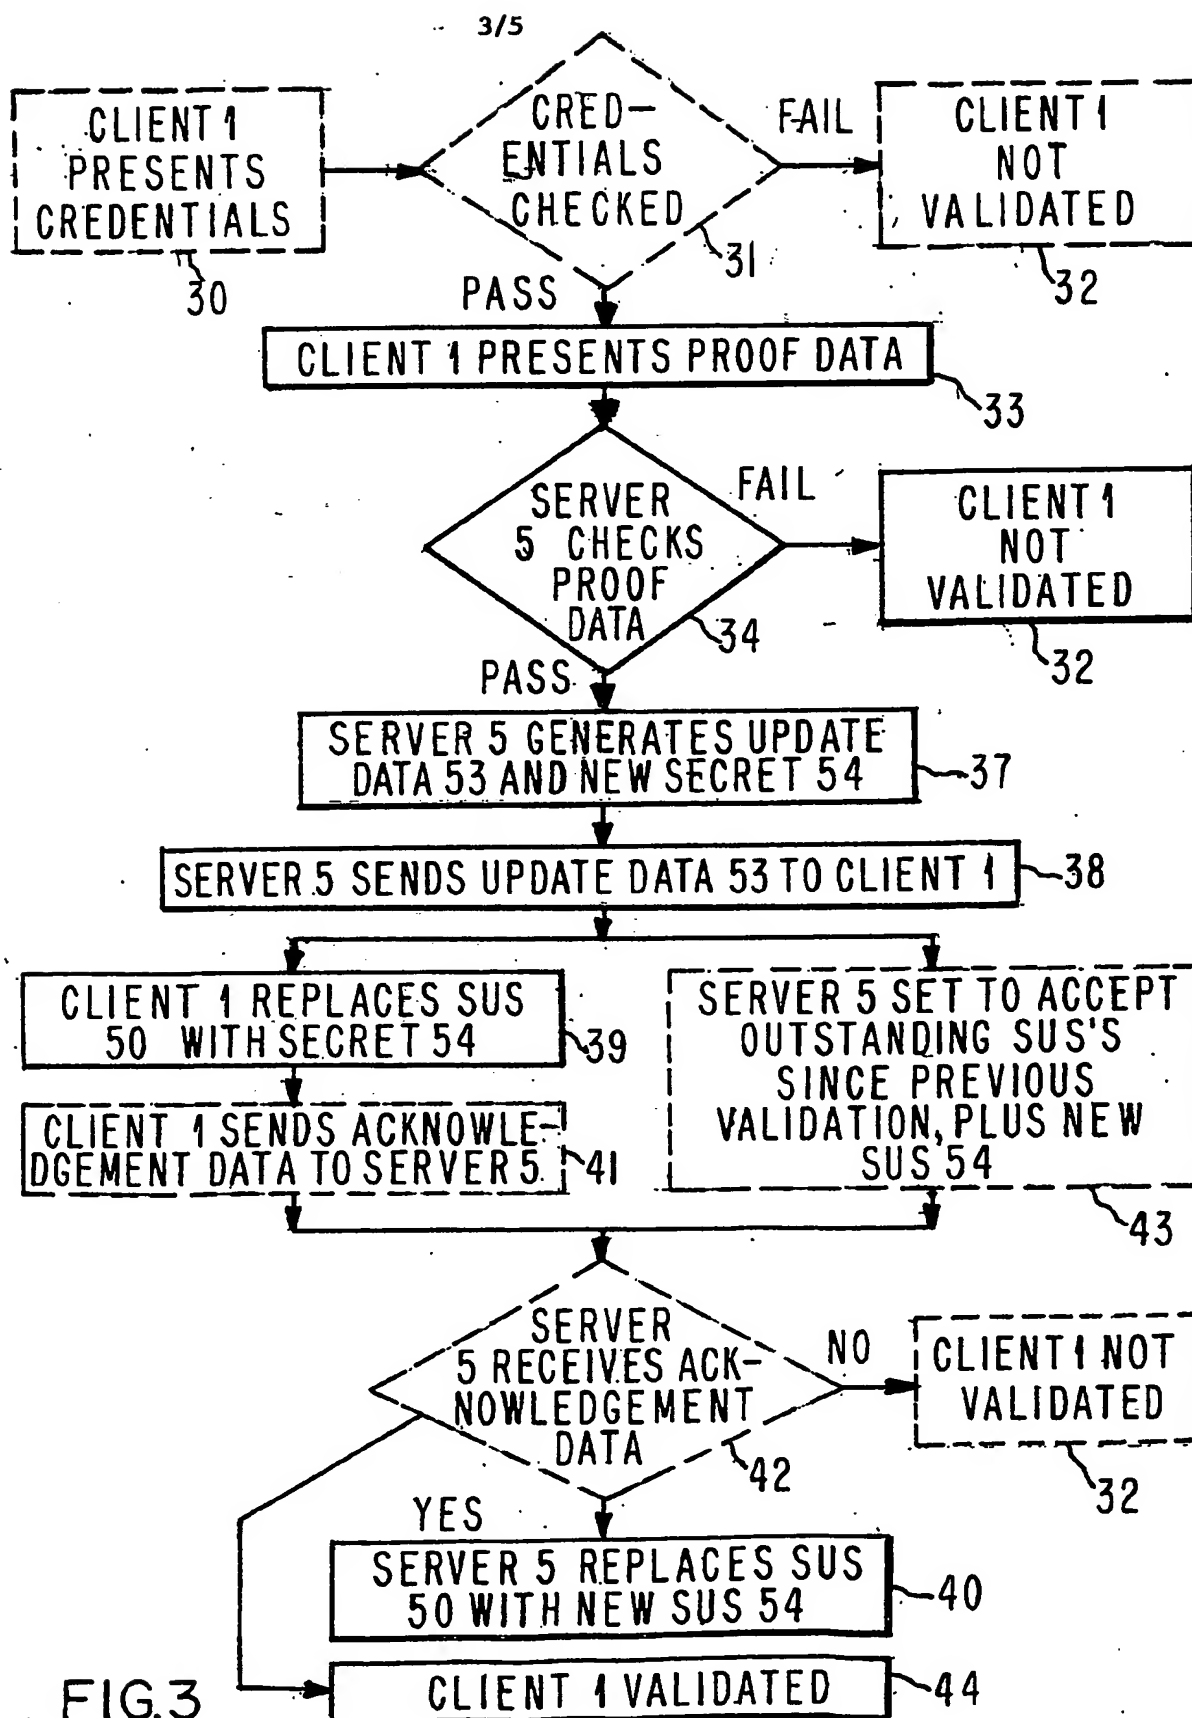 3/5
CLIENT 1
PRESENTS
CREDENTIALS
30
CRED-
ENTIALS
CHECKED
31
FAIL
CLIENT 1
NOT
VALIDATED
32
PASS
CLIENT 1 PRESENTS PROOF DATA
33
SERVER
5 CHECKS
PROOF
DATA
34
FAIL
CLIENT 1
NOT
VALIDATED
32
PASS
SERVER 5 GENERATES UPDATE
DATA 53 AND NEW SECRET 54
37
SERVER 5 SENDS UPDATE DATA 53 TO CLIENT 1
38
CLIENT 1 REPLACES SUS
50 WITH SECRET 54
39
CLIENT 1 SENDS ACKNOWLE-
DGEMENT DATA TO SERVER 5
41
SERVER 5 SET TO ACCEPT
OUTSTANDING SUS'S
SINCE PREVIOUS
VALIDATION, PLUS NEW
SUS 54
43
SERVER
5 RECEIVES ACK-
NOWLEDGEMENT
DATA
42
NO
CLIENT 1 NOT
VALIDATED
32
YES
SERVER 5 REPLACES SUS
50 WITH NEW SUS 54
40
CLIENT 1 VALIDATED
44
FIG.3